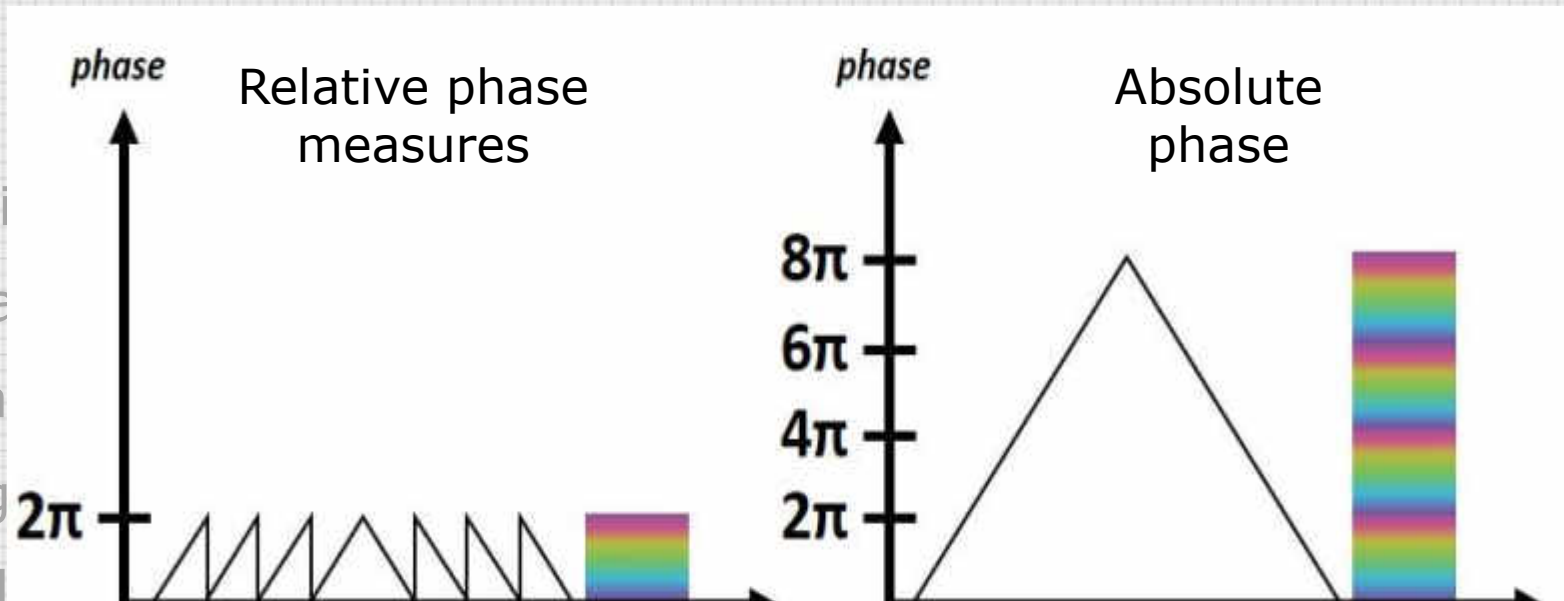 phase
Relative phase
measures
2π
phase
Absolute
phase
8π
6π
4π
2π